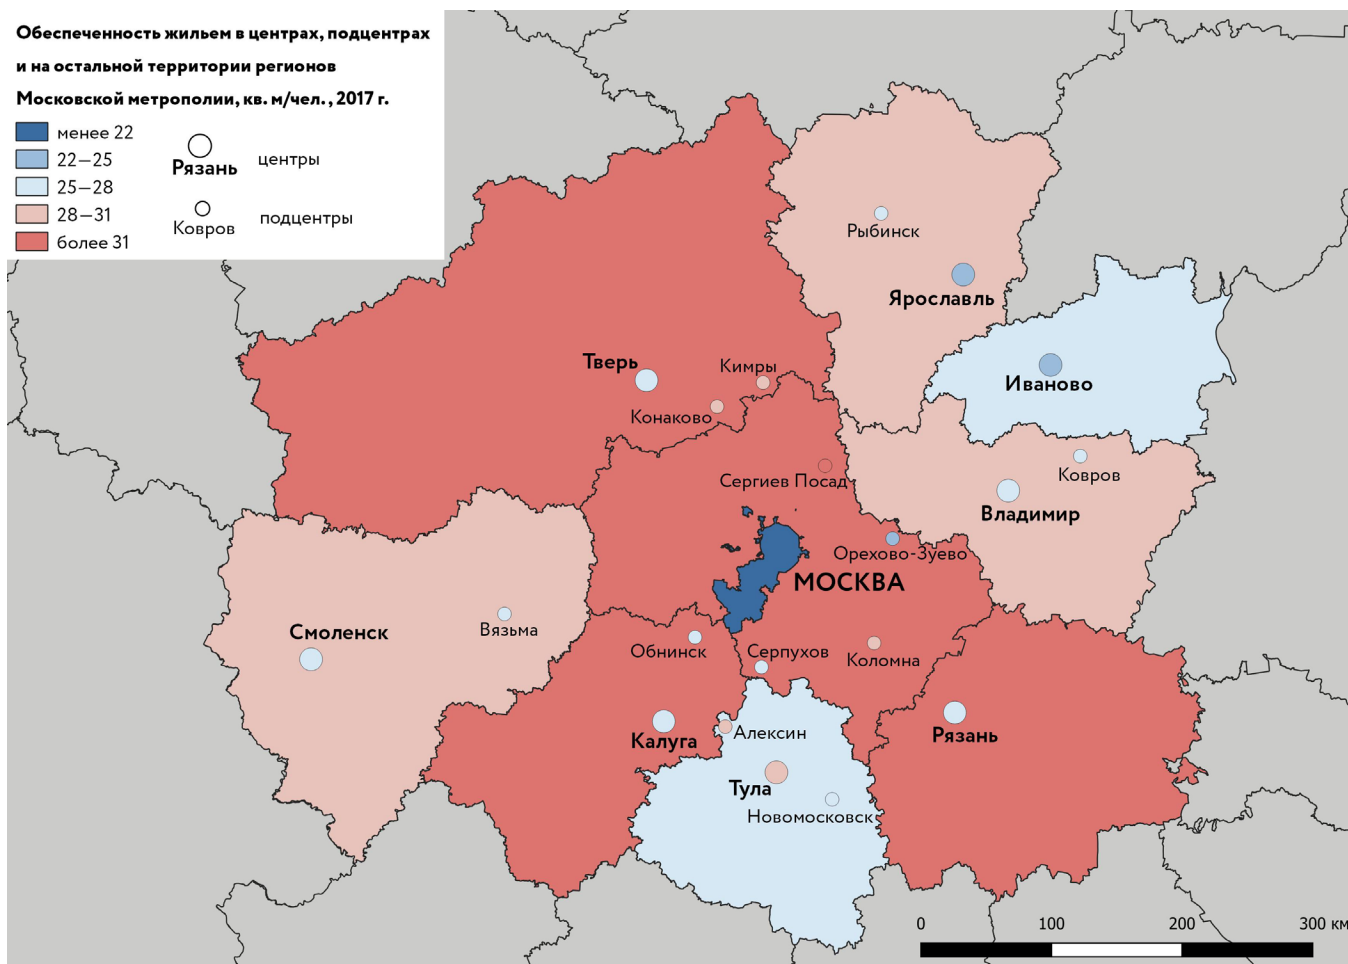 Обеспеченность жильем в центрах, подцентрах
и на остальной территории регионов
Московской метрополии, кв. м/чел. , 2017 г.
менее 22
22—25
25—28
28—31
более 31
Рязань центры
Ковров подцентры
Рыбинск
Ярославль
Тверь
Кимры
Иваново
Конаково
Сергиев Посад
Ковров
Владимир
Орехово-Зуево
МОСКВА
Смоленск
Вязьма
Обнинск
Серпухов
Коломна
Калуга
Алексин
Рязань
Тула
Новомосковск
0 100 200 300 км